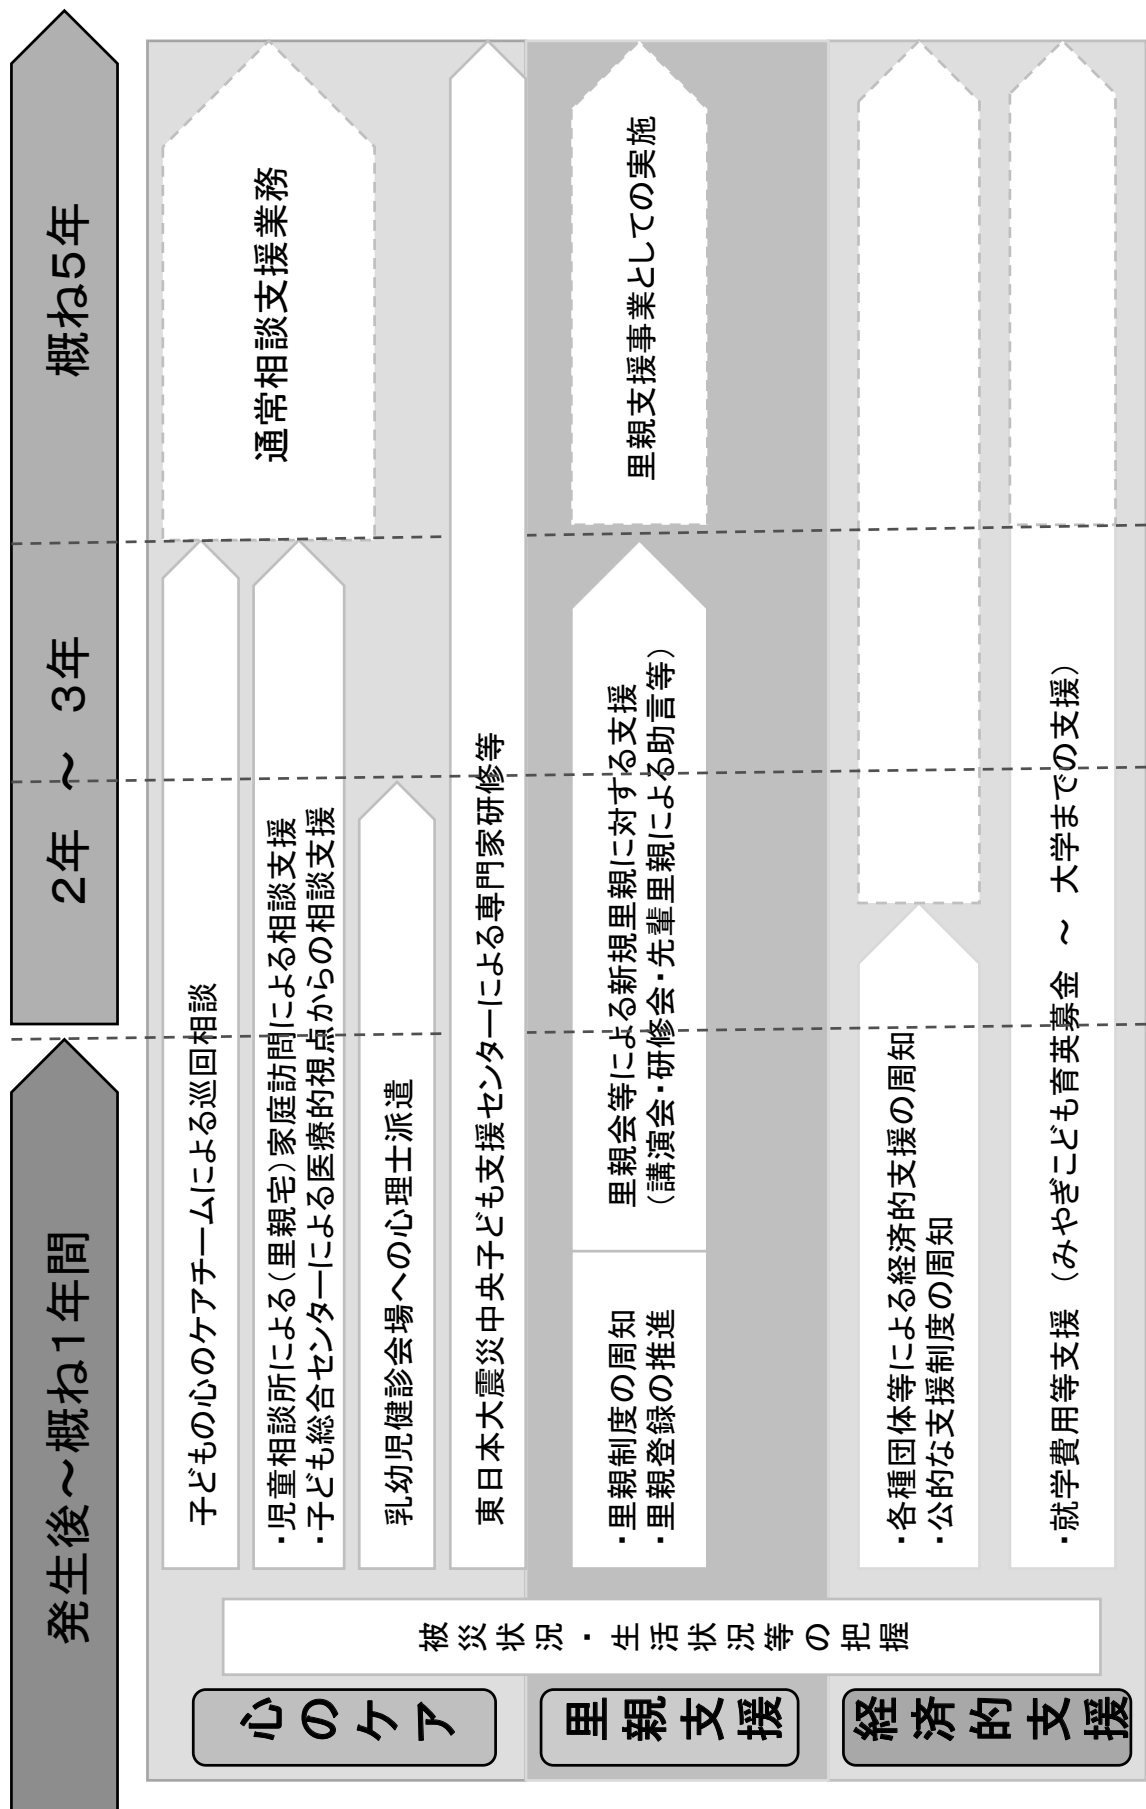 発生後～概ね1年間
2年 ～ 3年
概ね5年
心のケア
里親支援
経済的支援
被災状況・生活状況等の把握
子どもの心のケアチームによる巡回相談
・児童相談所による（里親宅）家庭訪問による相談支援
・子ども総合センターによる医療的視点からの相談支援
乳幼児健診会場への心理士派遣
東日本大震災中央子ども支援センターによる専門家研修等
通常相談支援業務
・里親制度の周知
・里親登録の推進
里親会等による新規里親に対する支援
（講演会・研修会・先輩里親による助言等）
里親支援事業としての実施
・各種団体等による経済的支援の周知
・公的な支援制度の周知
・就学費用等支援 （みやぎこども育英募金 ～ 大学までの支援）